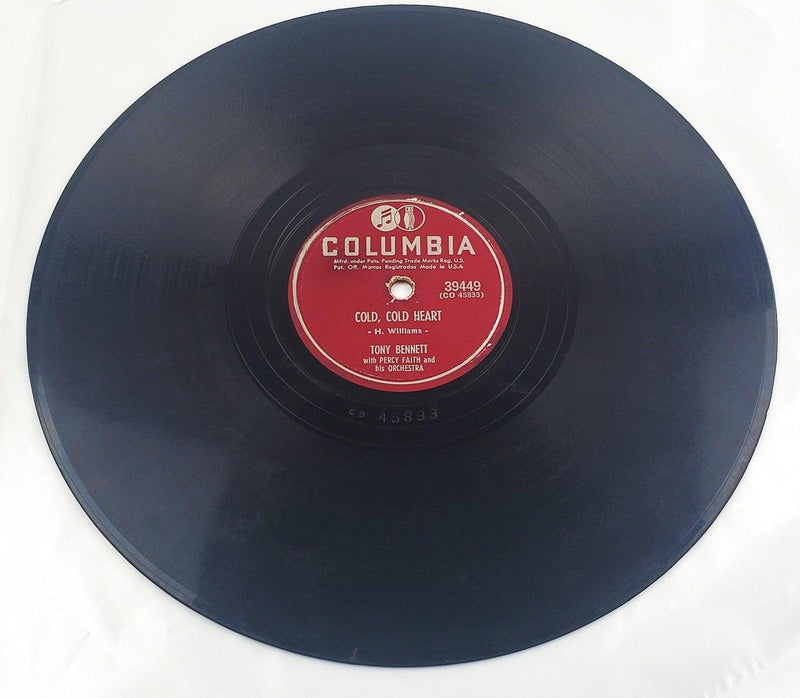 CBS
COLUMBIA
Mfrd. under Pats. Pending Trade Marks Reg. U.S.
Pat. Off. Marcas Registradas Made in U.S.A.
39449
(CO 45833)
COLD, COLD HEART
- H. Williams -
TONY BENNETT
with PERCY FAITH and
his ORCHESTRA
CO 45833